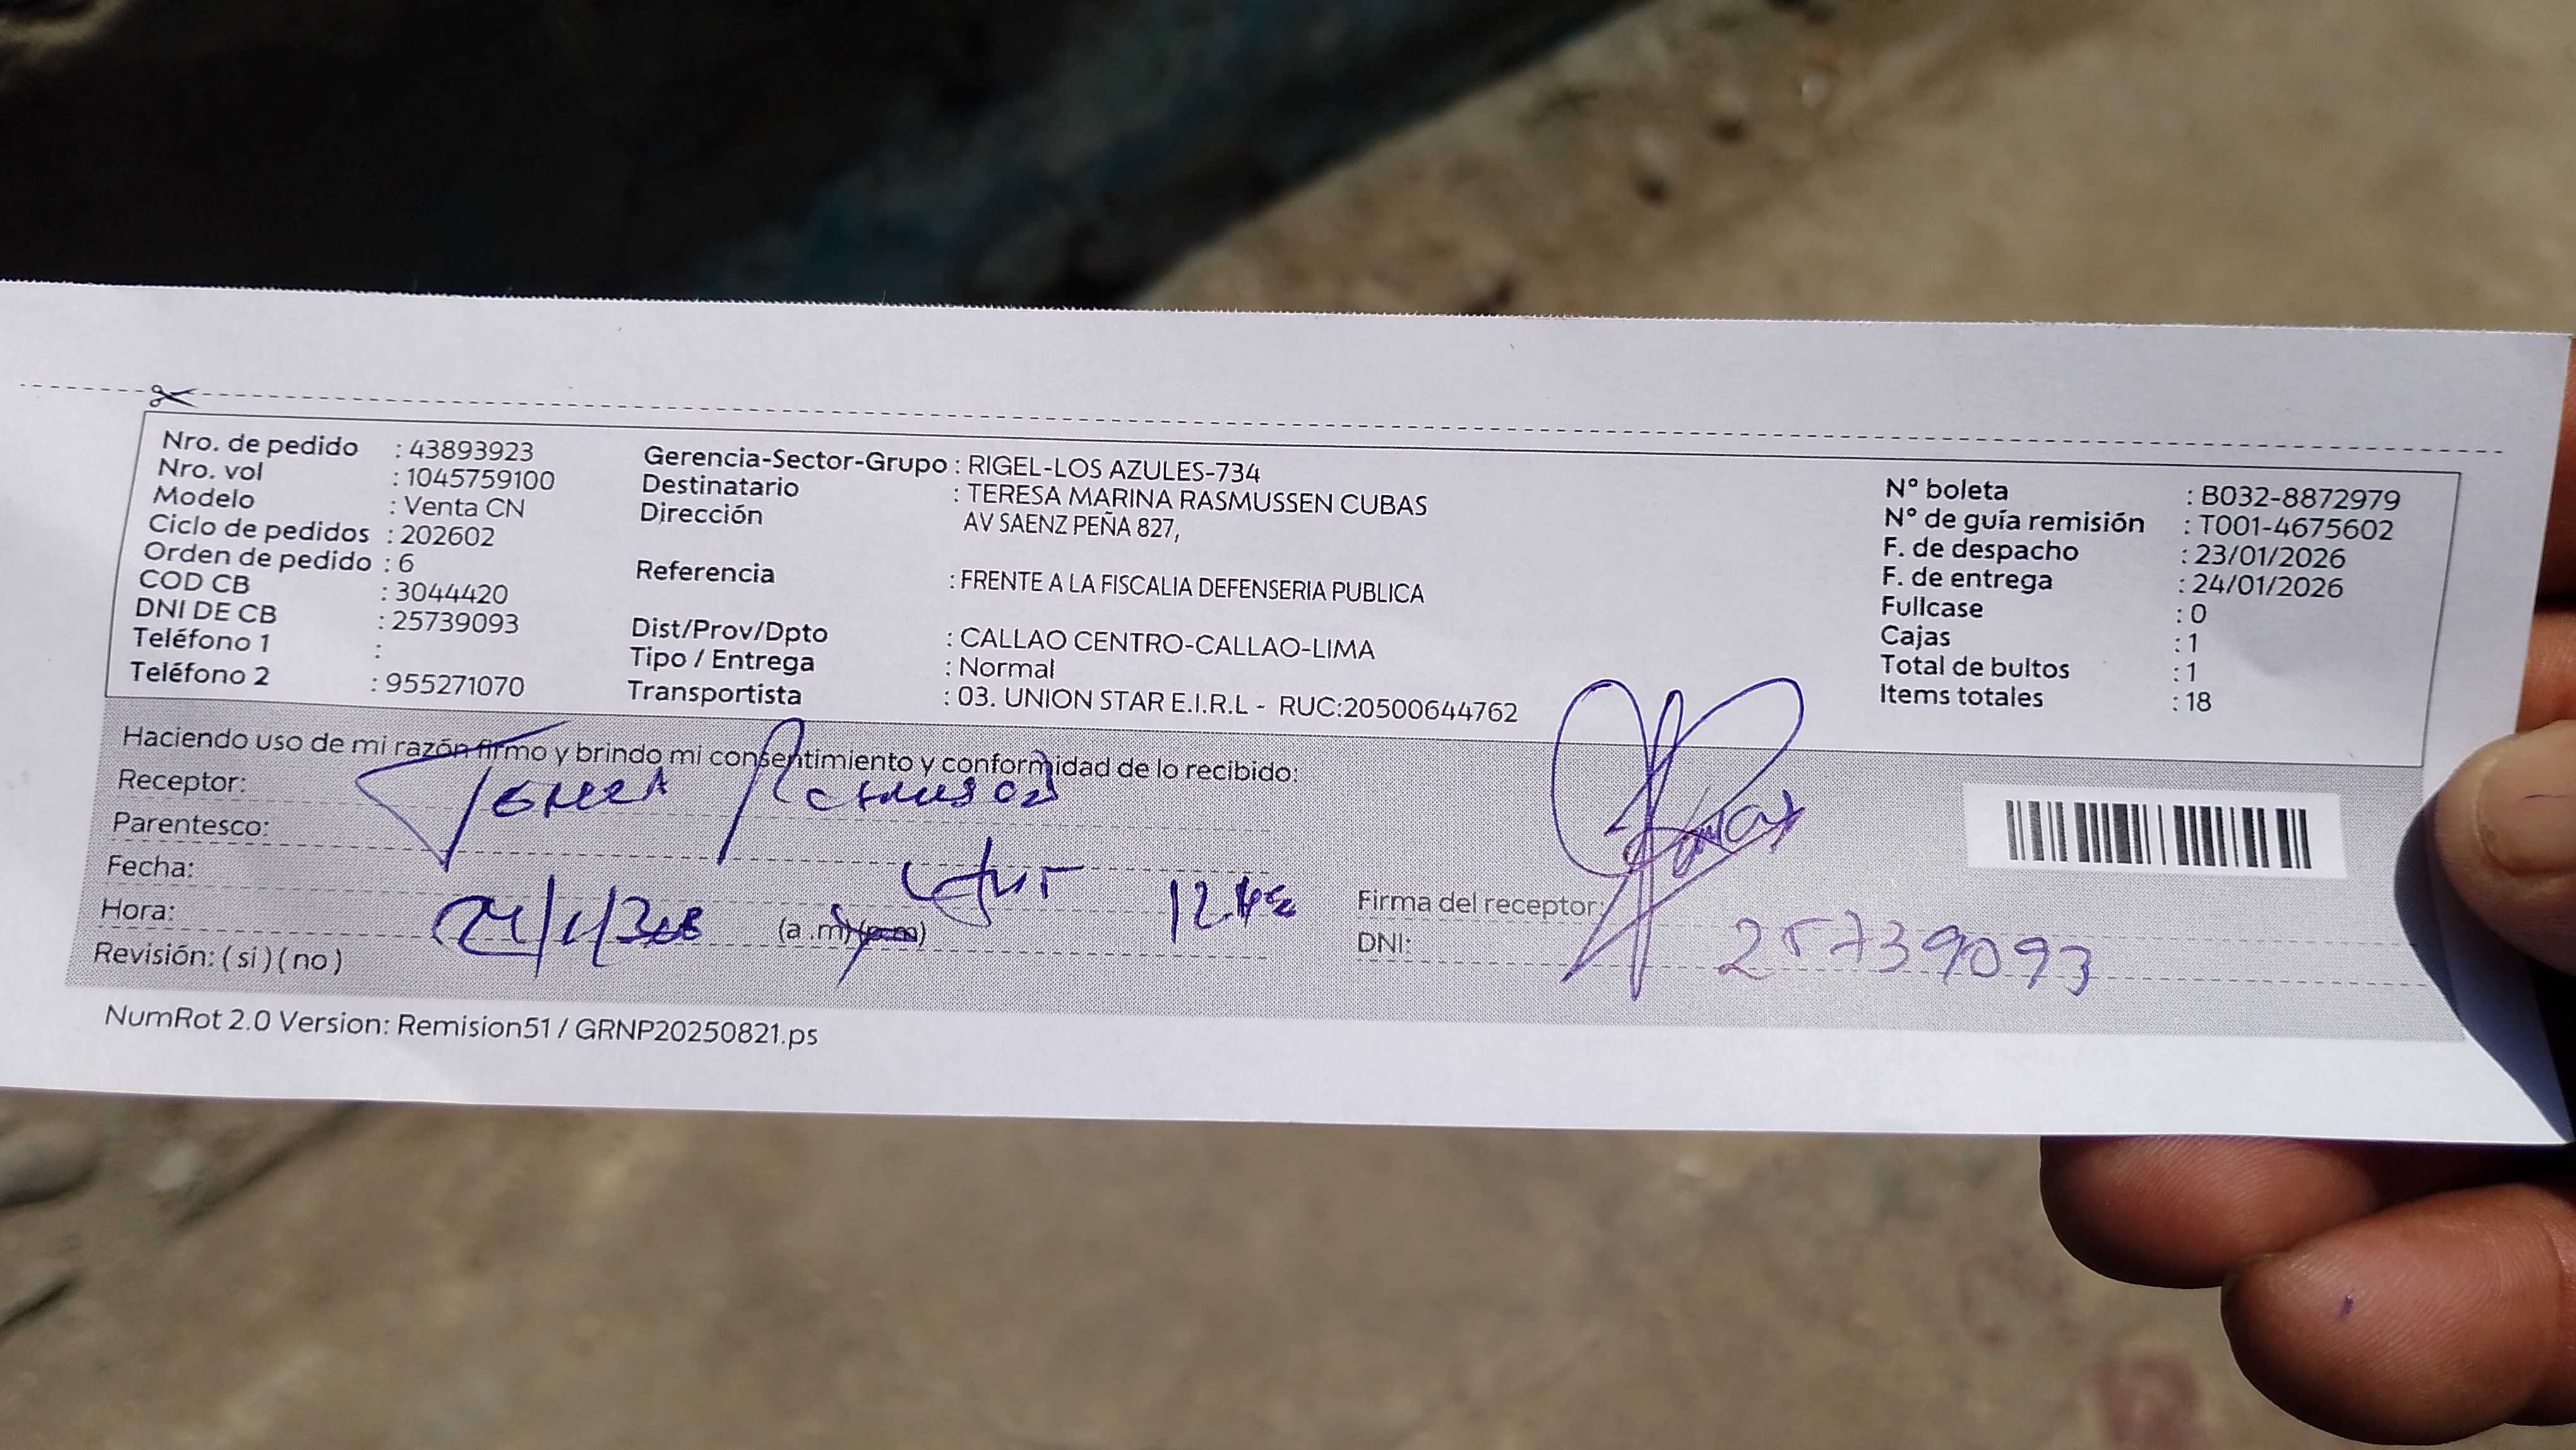 Nro. de pedido : 43893923
Nro. vol : 1045759100
Modelo : Venta CN
Ciclo de pedidos : 202602
Orden de pedido : 6
COD CB : 3044420
DNI DE CB : 25739093
Teléfono 1 :
Teléfono 2 : 955271070
Gerencia-Sector-Grupo : RIGEL-LOS AZULES-734
Destinatario : TERESA MARINA RASMUSSEN CUBAS
Dirección AV SAENZ PEÑA 827,
Referencia : FRENTE A LA FISCALIA DEFENSERIA PUBLICA
Dist/Prov/Dpto : CALLAO CENTRO-CALLAO-LIMA
Tipo / Entrega : Normal
Transportista : 03. UNION STAR E.I.R.L - RUC:20500644762
N° boleta : B032-8872979
N° de guía remisión : T001-4675602
F. de despacho : 23/01/2026
F. de entrega : 24/01/2026
Fullcase : 0
Cajas : 1
Total de bultos : 1
Items totales : 18
Haciendo uso de mi razón firmo y brindo mi consentimiento y conformidad de lo recibido:
Receptor:
Parentesco:
Fecha:
Hora: (a.m) (p.m)
Revisión: ( si ) ( no )
Firma del receptor:
DNI: 25739093
NumRot 2.0 Version: Remision51 / GRNP20250821.ps